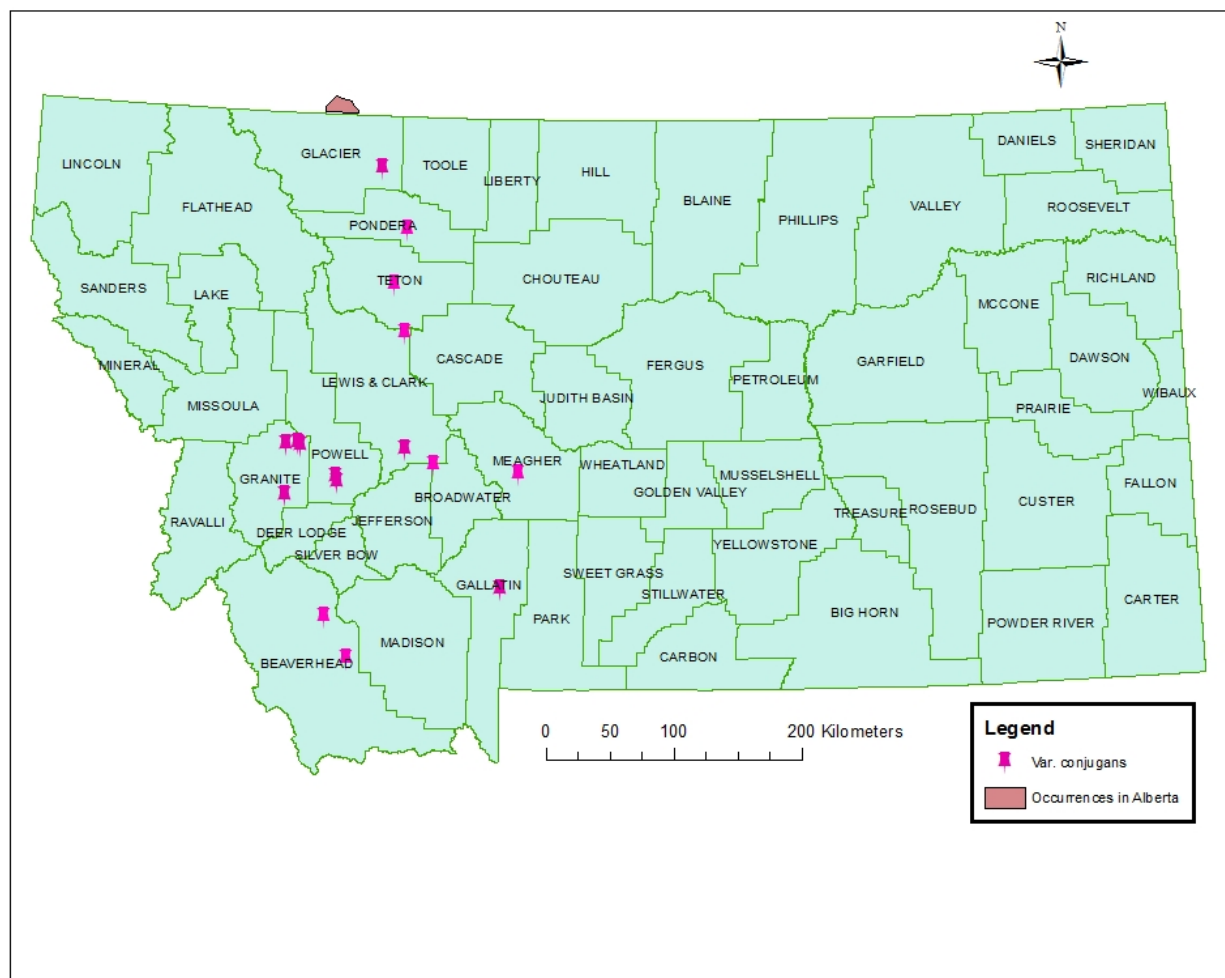 N
DANIELS
SHERIDAN
LINCOLN
GLACIER
TOOLE
LIBERTY
HILL
BLAINE
PHILLIPS
VALLEY
ROOSEVELT
FLATHEAD
PONDERA
SANDERS
LAKE
TETON
CHOUTEAU
RICHLAND
MCCONE
MINERAL
CASCADE
FERGUS
GARFIELD
DAWSON
LEWIS & CLARK
JUDITH BASIN
PETROLEUM
WIBAUX
MISSOULA
PRAIRIE
POWELL
MEAGHER
WHEATLAND
MUSSELSHELL
GRANITE
BROADWATER
GOLDEN VALLEY
FALLON
RAVALLI
JEFFERSON
TREASURE
ROSEBUD
CUSTER
DEER LODGE
SILVER BOW
YELLOWSTONE
GALLATIN
SWEET GRASS
STILLWATER
PARK
BIG HORN
CARTER
POWDER RIVER
MADISON
BEAVERHEAD
CARBON
0 50 100 200 Kilometers
Legend
Var. conjugans
Occurrences in Alberta